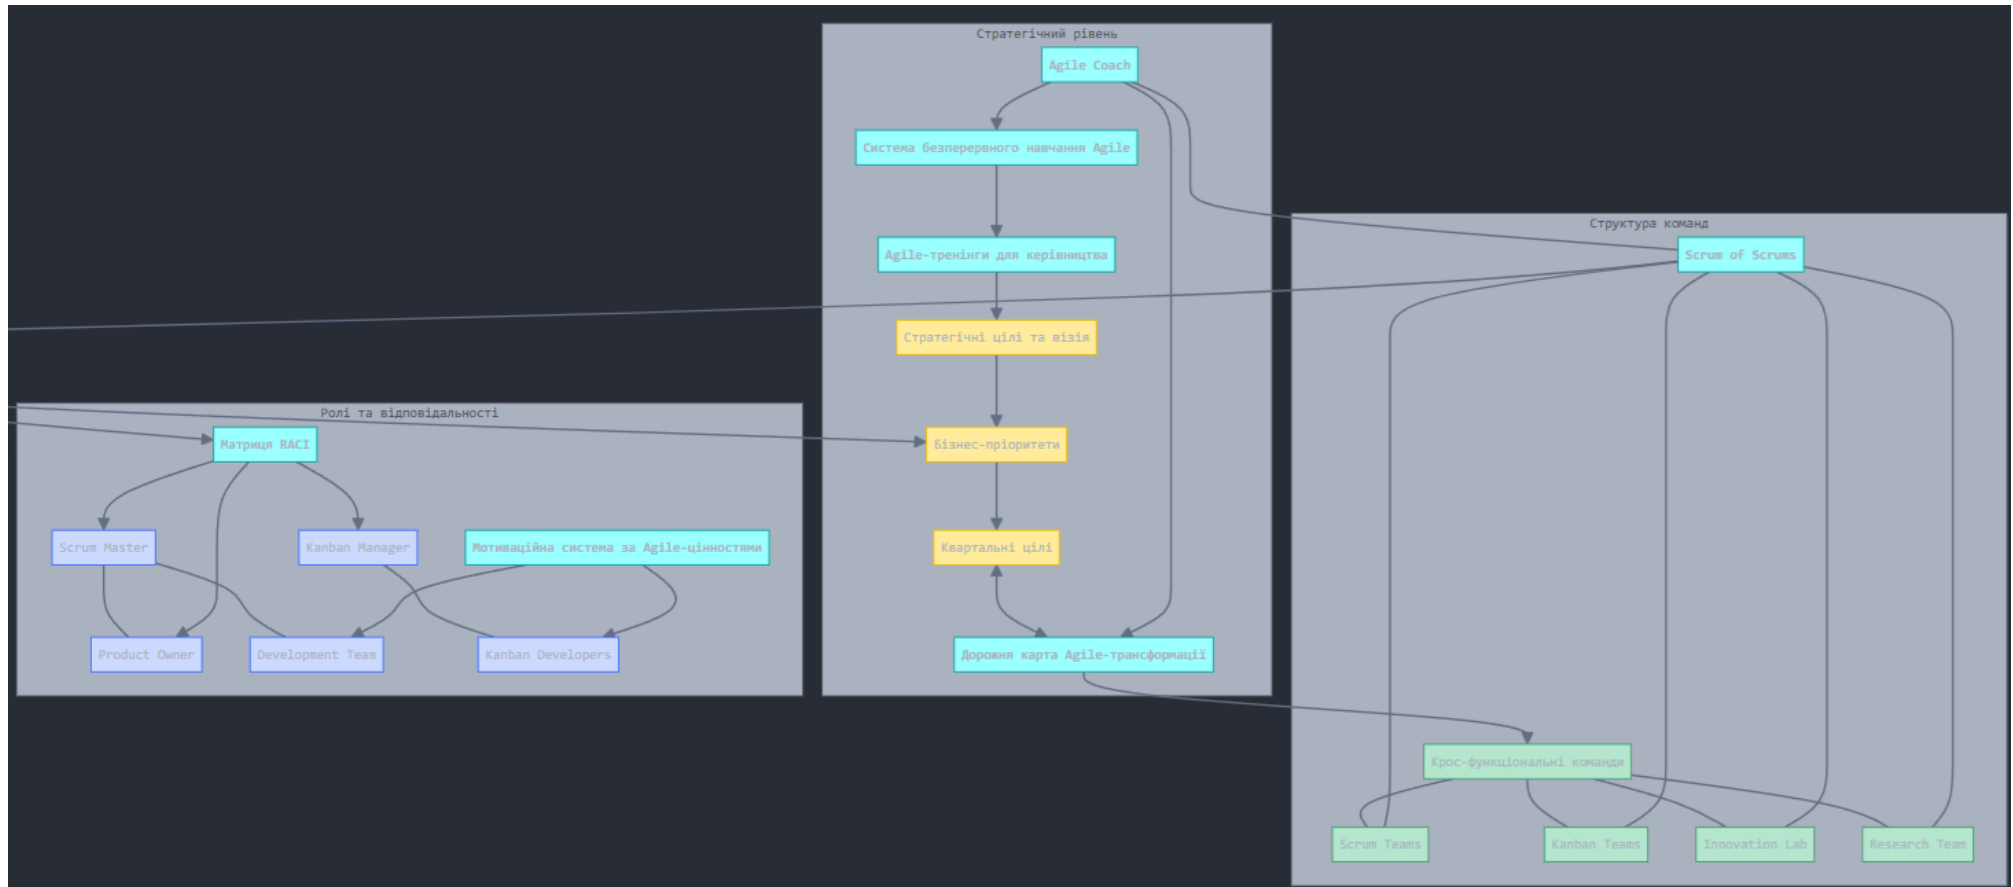 Стратегічний рівень
Agile Coach
Система безперервного навчання Agile
Agile-тренінги для керівництва
Стратегічні цілі та візія
Бізнес-пріоритети
Квартальні цілі
Дорожня карта Agile-трансформації
Ролі та відповідальності
Матриця RACI
Scrum Master
Kanban Manager
Мотиваційна система за Agile-цінностями
Product Owner
Development Team
Kanban Developers
Структура команд
Scrum of Scrums
Крос-функціональні команди
Scrum Teams
Kanban Teams
Innovation Lab
Research Team